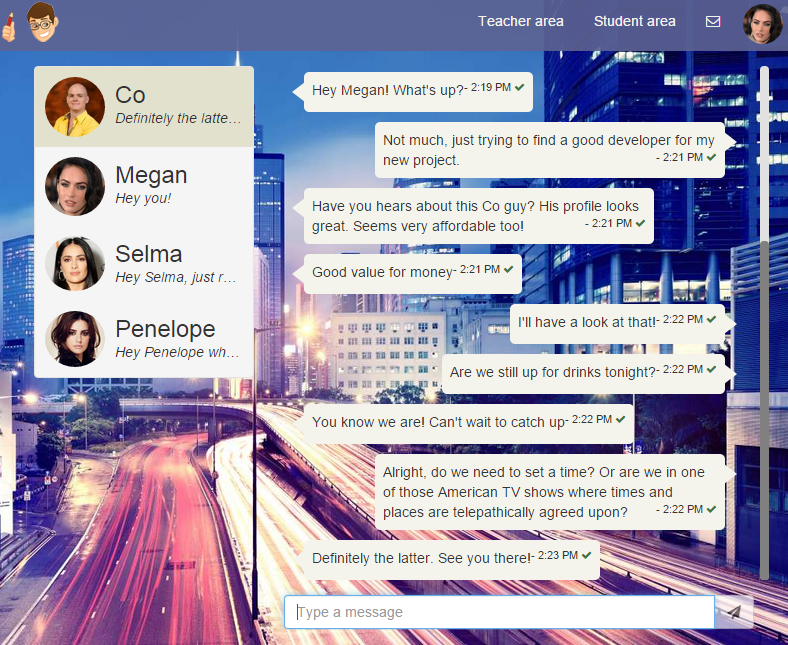 Teacher area
Student area
Co
Definitely the latte...
Megan
Hey you!
Selma
Hey Selma, just r...
Penelope
Hey Penelope wh...
Hey Megan! What's up?- 2:19 PM
Not much, just trying to find a good developer for my
new project.
- 2:21 PM
Have you hears about this Co guy? His profile looks
great. Seems very affordable too!
- 2:21 PM
Good value for money- 2:21 PM
I'll have a look at that!- 2:22 PM
Are we still up for drinks tonight?- 2:22 PM
You know we are! Can't wait to catch up- 2:22 PM
Alright, do we need to set a time? Or are we in one
of those American TV shows where times and
places are telepathically agreed upon?
- 2:22 PM
Definitely the latter. See you there!- 2:23 PM
Type a message